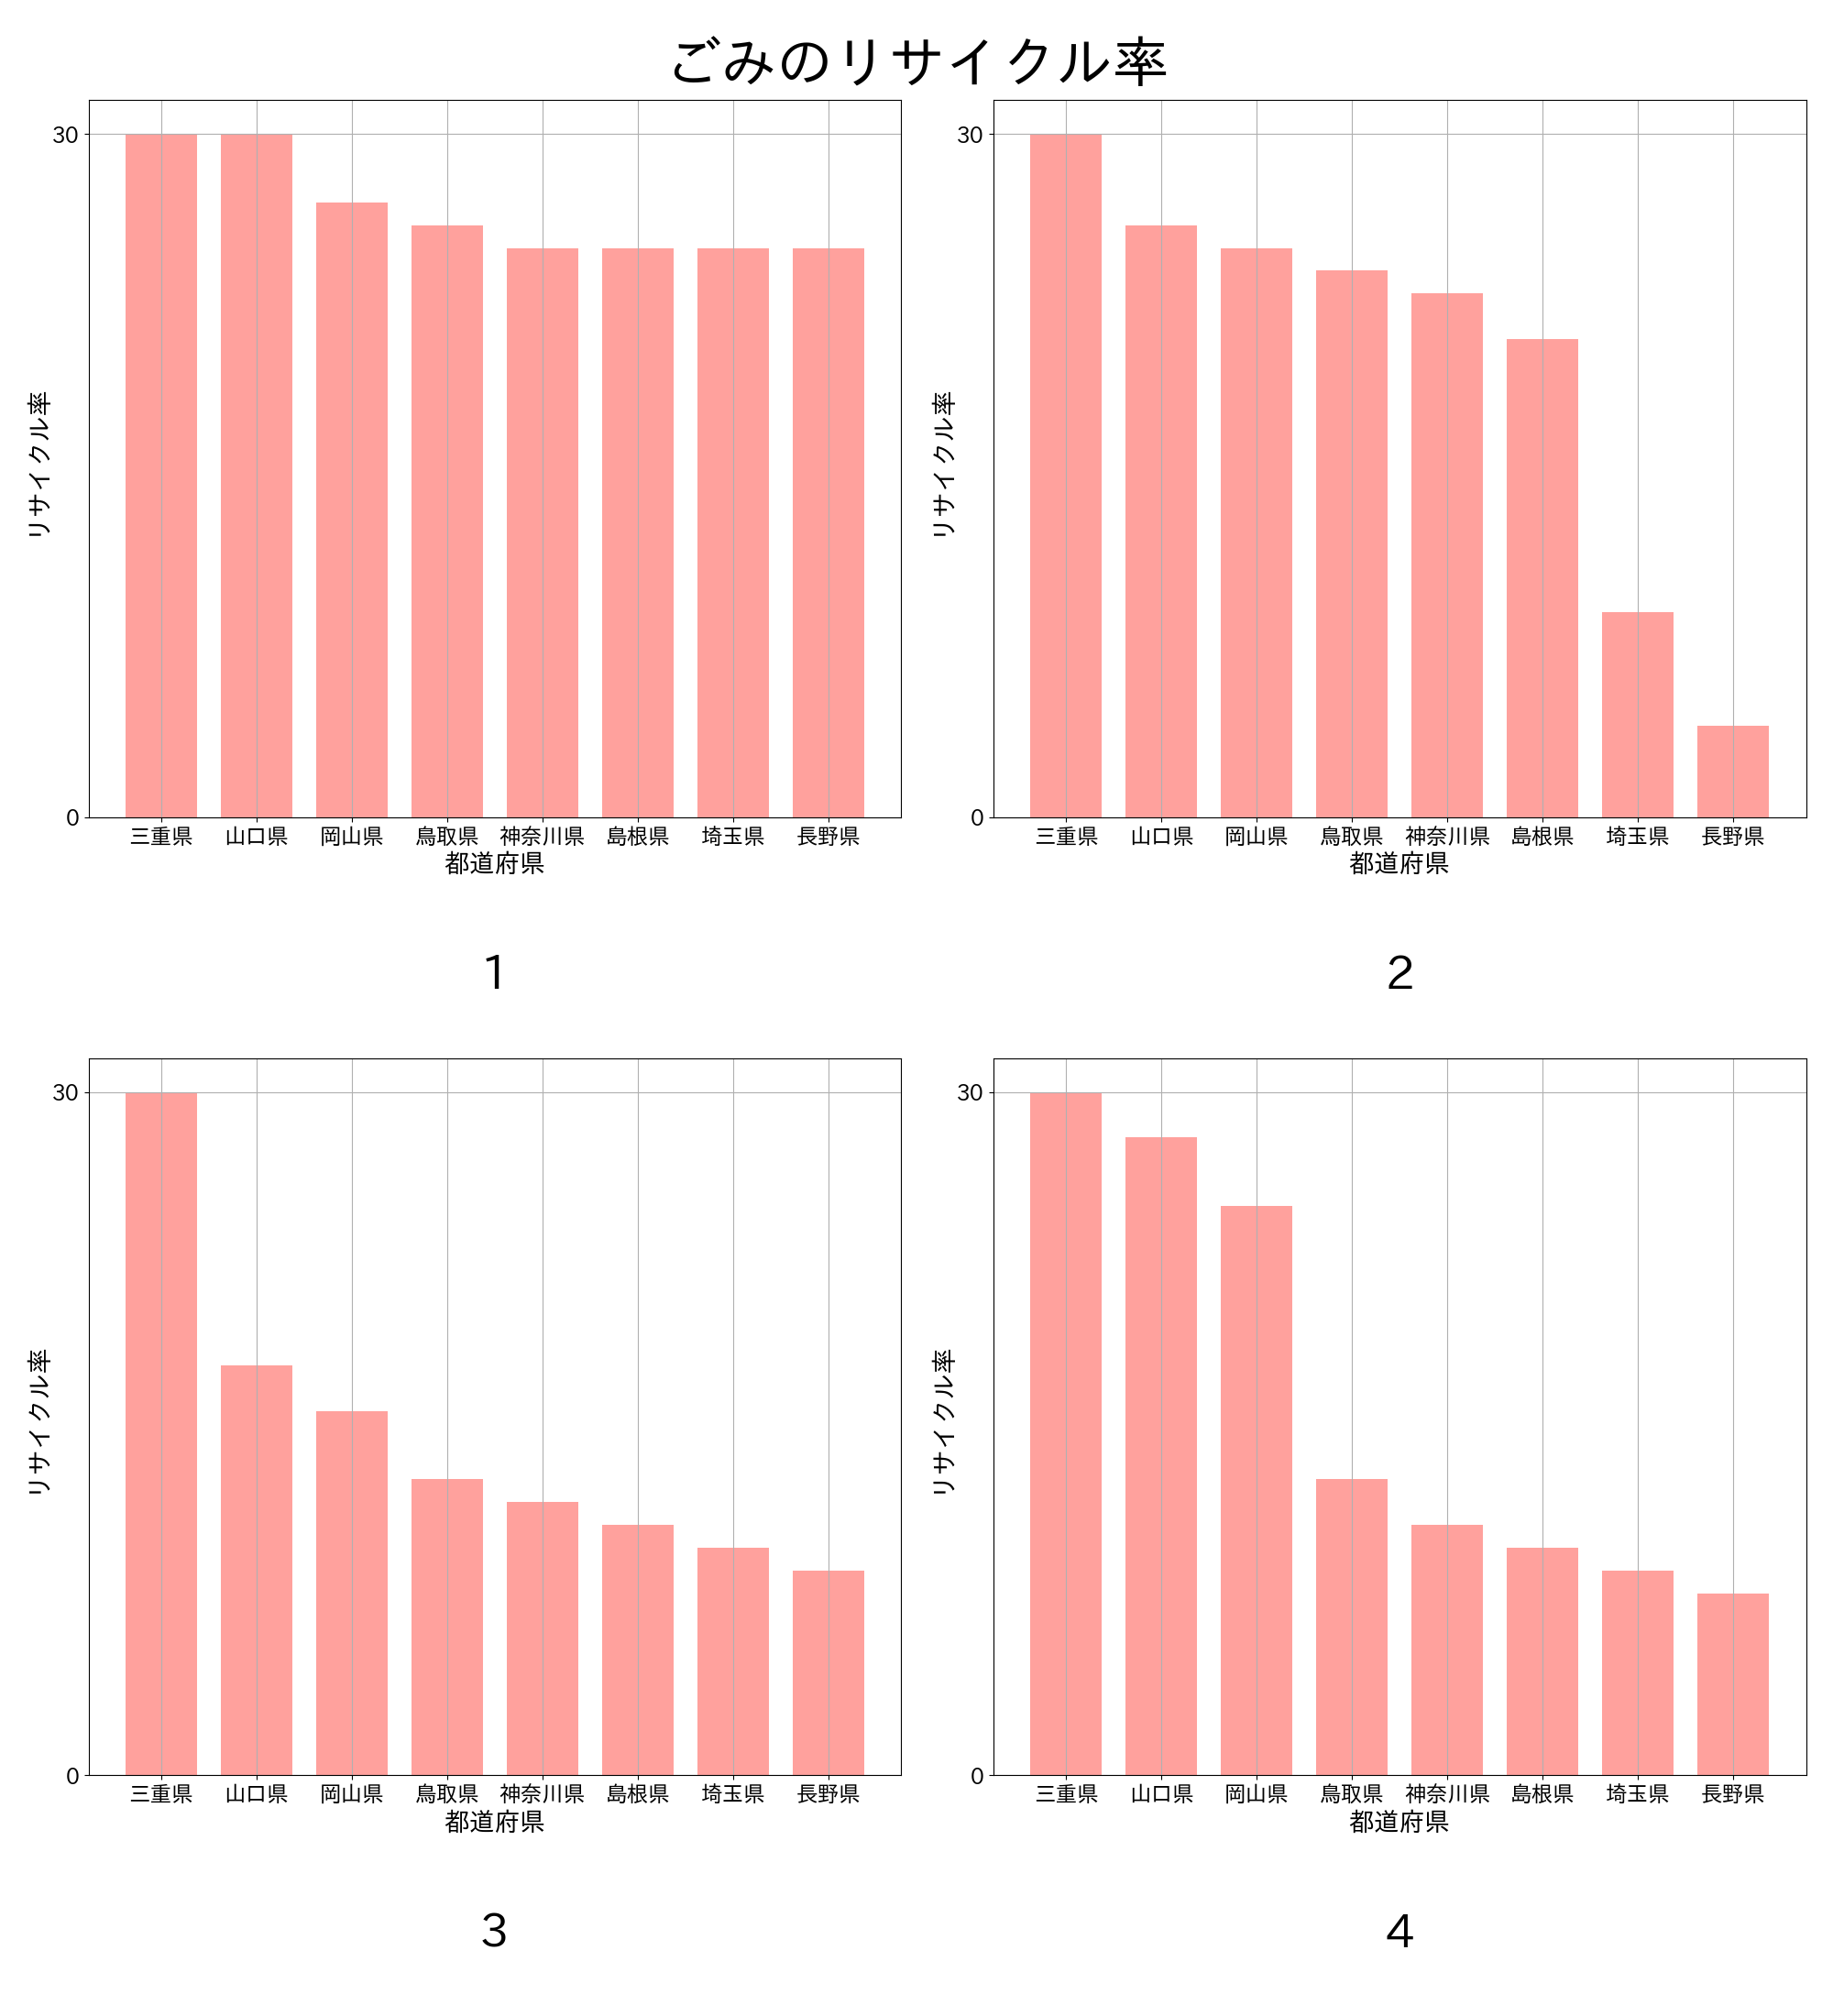 ごみのリサイクル率
30
0
リサイクル率
三重県 山口県 岡山県 鳥取県 神奈川県 島根県 埼玉県 長野県
都道府県
1
30
0
リサイクル率
三重県 山口県 岡山県 鳥取県 神奈川県 島根県 埼玉県 長野県
都道府県
2
30
0
リサイクル率
三重県 山口県 岡山県 鳥取県 神奈川県 島根県 埼玉県 長野県
都道府県
3
30
0
リサイクル率
三重県 山口県 岡山県 鳥取県 神奈川県 島根県 埼玉県 長野県
都道府県
4